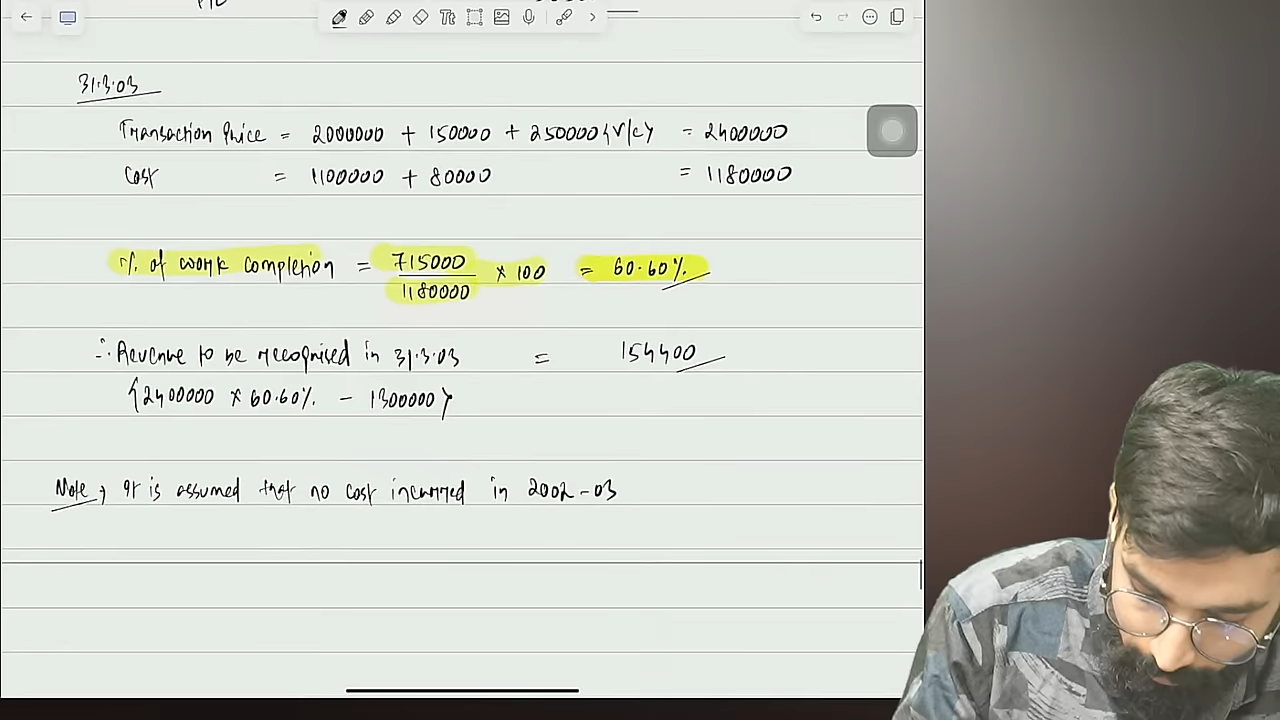 Tt
31.3.03
Transaction Price = 2000000 + 150000 + 250000 {V/C} = 2400000
Cost = 1100000 + 80000 = 1180000
% of work completion = 715000 / 1180000 × 100 = 60.60%
∴ Revenue to be recognised in 31.3.03 = 154400
{2400000 × 60.60% - 1300000}
Note → It is assumed that no cost incurred in 2002-03